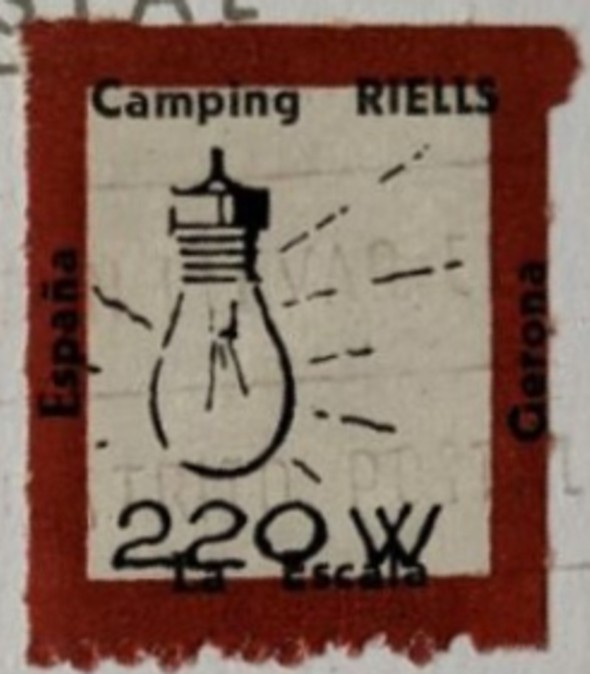 Camping RIELLS
España
Gerona
220 W
La Escala